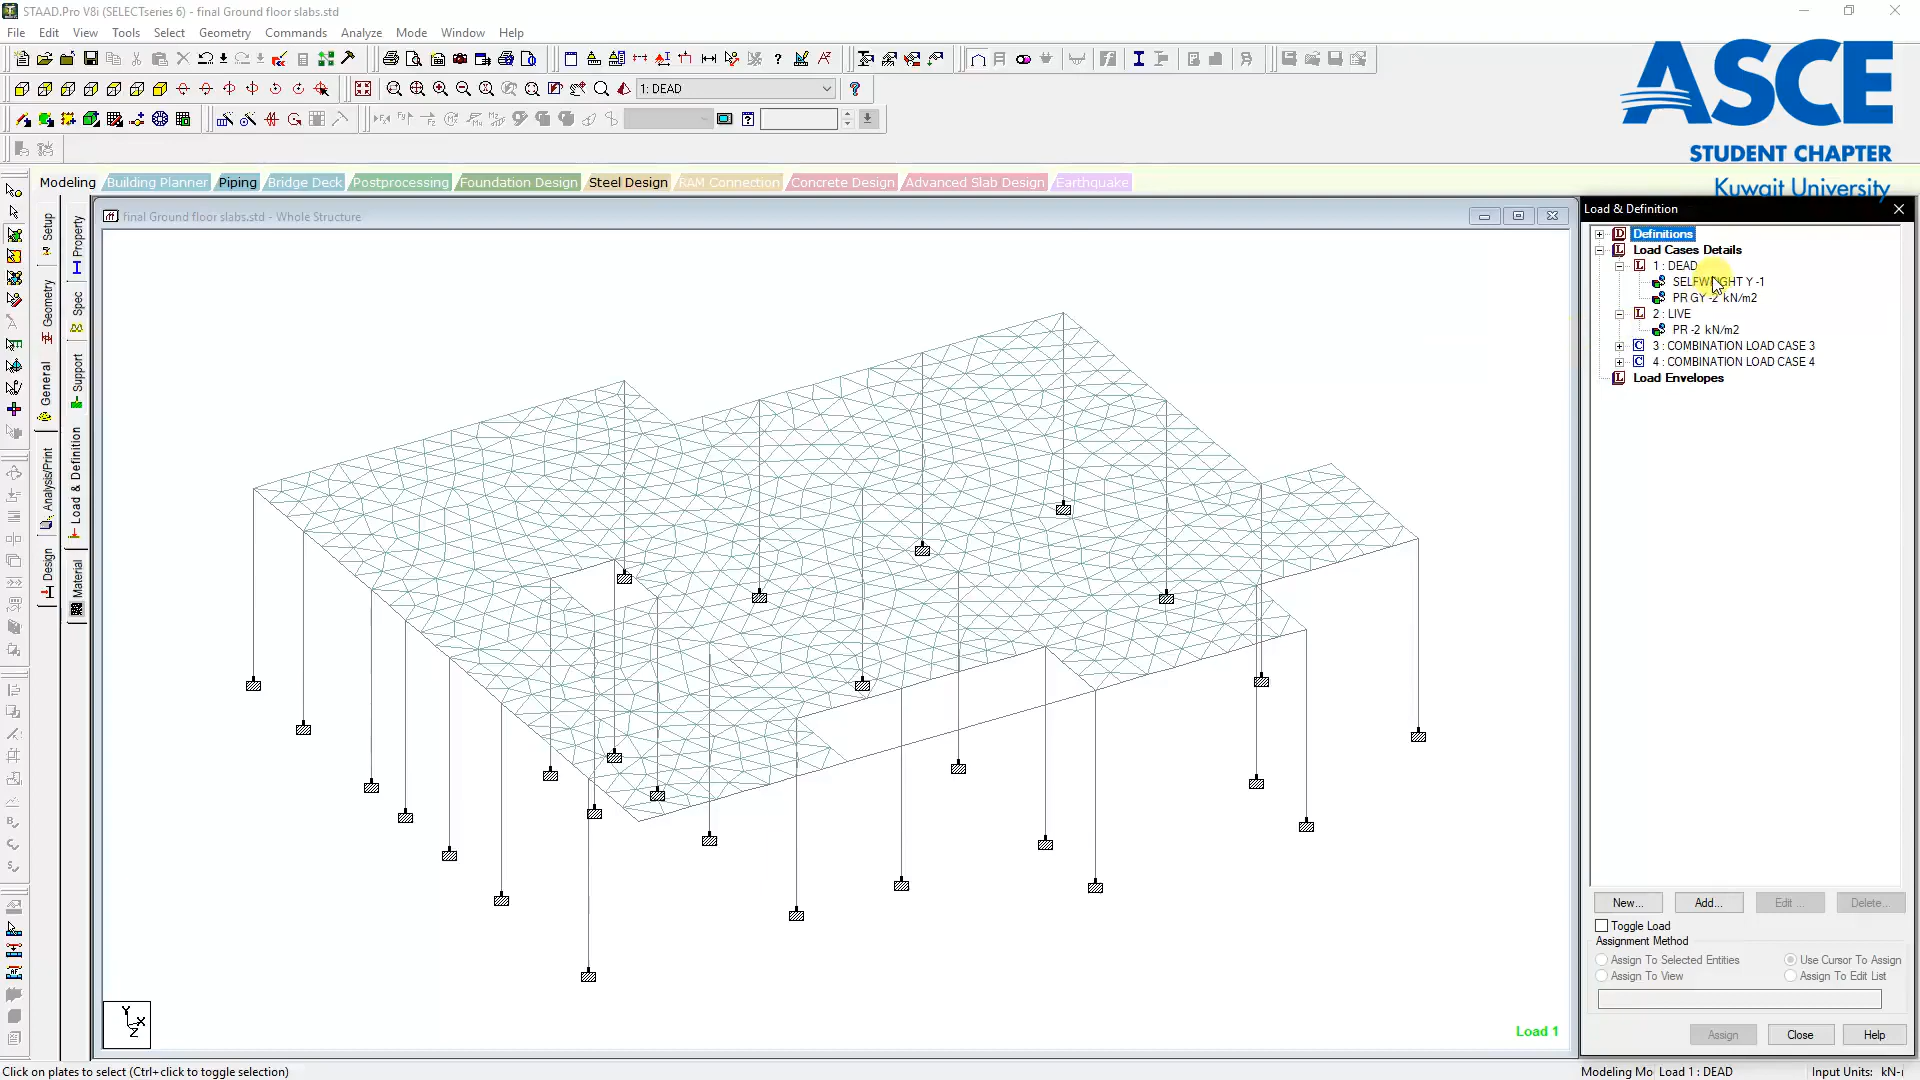 STAAD.Pro V8i (SELECTseries 6) - final Ground floor slabs.std
File Edit View Tools Select Geometry Commands Analyze Mode Window Help
1: DEAD
ASCE
STUDENT CHAPTER
Kuwait University
Modeling Building Planner Piping Bridge Deck Postprocessing Foundation Design Steel Design RAM Connection Concrete Design Advanced Slab Design Earthquake
final Ground floor slabs.std - Whole Structure
Setup
Geometry
General
Analysis/Print
Design
Property
Spec
Support
Load & Definition
Material
Load 1
Y
X
Z
Load & Definition
Definitions
Load Cases Details
1 : DEAD
SELFWEIGHT Y -1
PR GY -2 kN/m2
2 : LIVE
PR -2 kN/m2
3 : COMBINATION LOAD CASE 3
4 : COMBINATION LOAD CASE 4
Load Envelopes
New... Add... Edit ... Delete...
Toggle Load
Assignment Method
Assign To Selected Entities Use Cursor To Assign
Assign To View Assign To Edit List
Assign Close Help
Click on plates to select (Ctrl+click to toggle selection) Modeling Mo Load 1 : DEAD Input Units: kN-